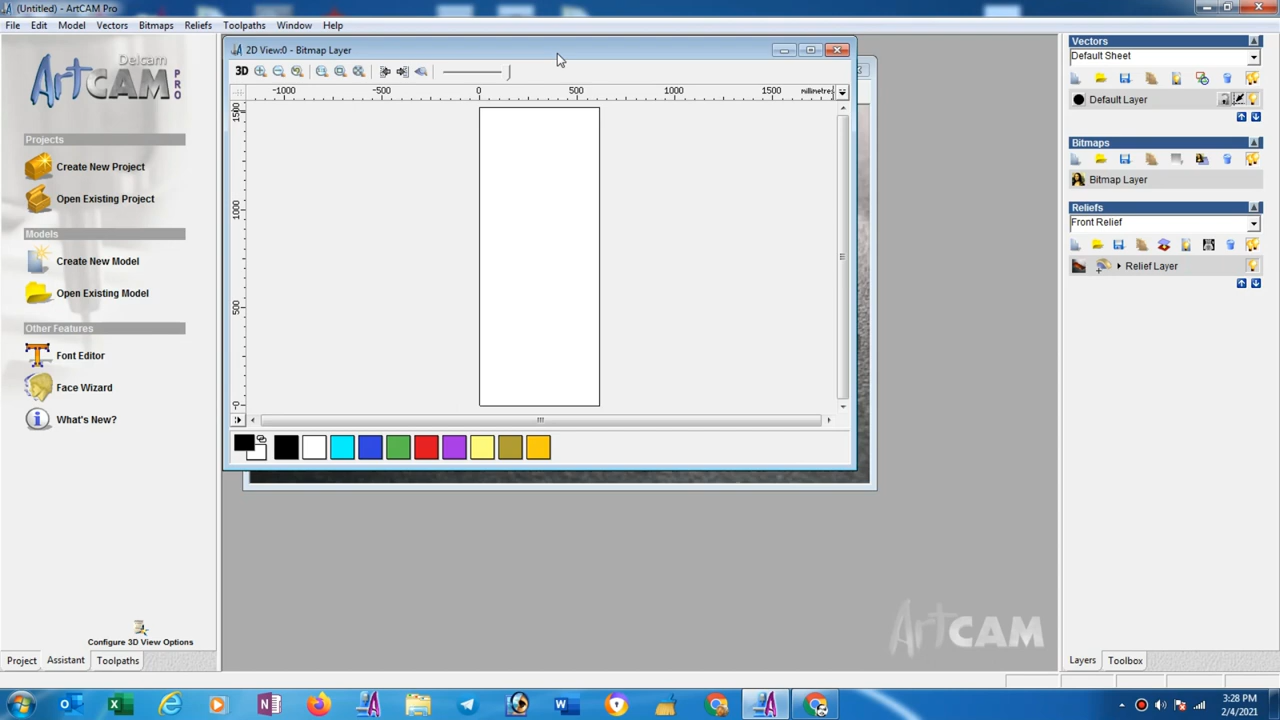 (Untitled) - ArtCAM Pro
File Edit Model Vectors Bitmaps Reliefs Toolpaths Window Help
Delcam
ArtCAM
PRO
Projects
Create New Project
Open Existing Project
Models
Create New Model
Open Existing Model
Other Features
Font Editor
Face Wizard
What's New?
Configure 3D View Options
Project Assistant Toolpaths
2D View:0 - Bitmap Layer
3D
-1000 -500 0 500 1000 1500 millimetres
1500
1000
500
-0
ArtCAM
Vectors
Default Sheet
Default Layer
Bitmaps
Bitmap Layer
Reliefs
Front Relief
Relief Layer
Layers Toolbox
3:28 PM
2/4/2021